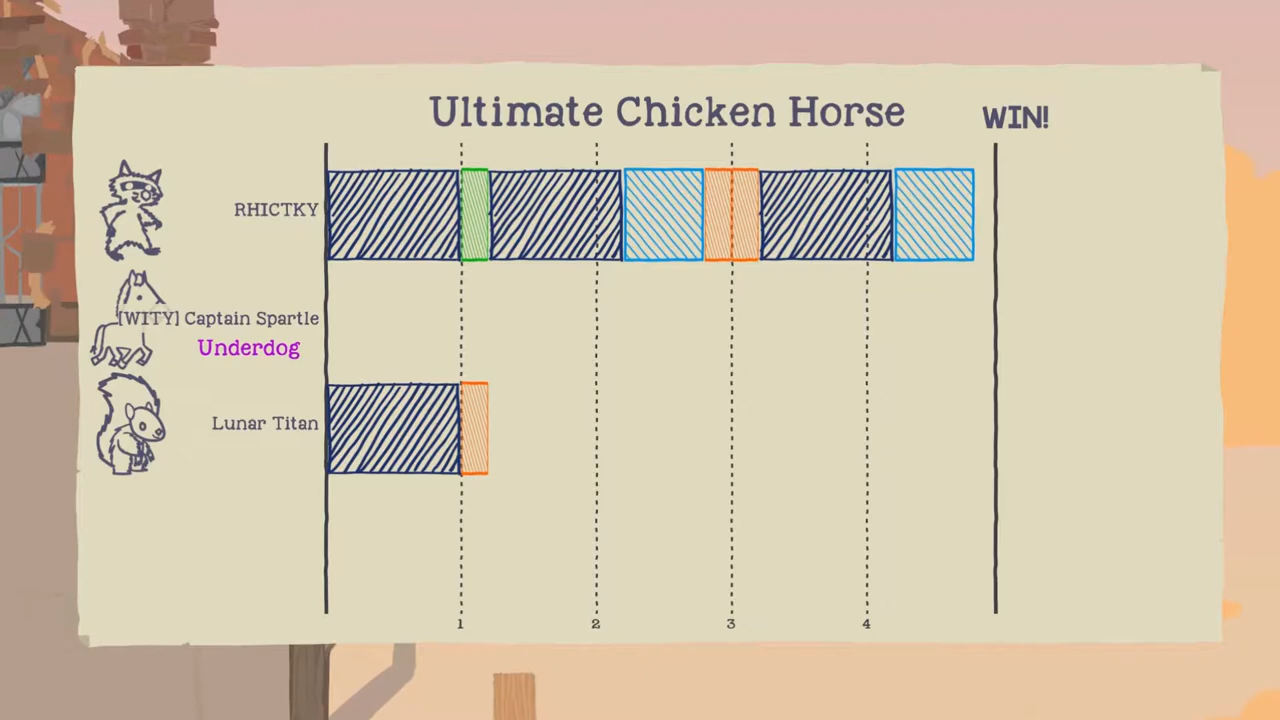 Ultimate Chicken Horse
WIN!
RHICTKY
[WITY] Captain Spartle
Underdog
Lunar Titan
1 2 3 4